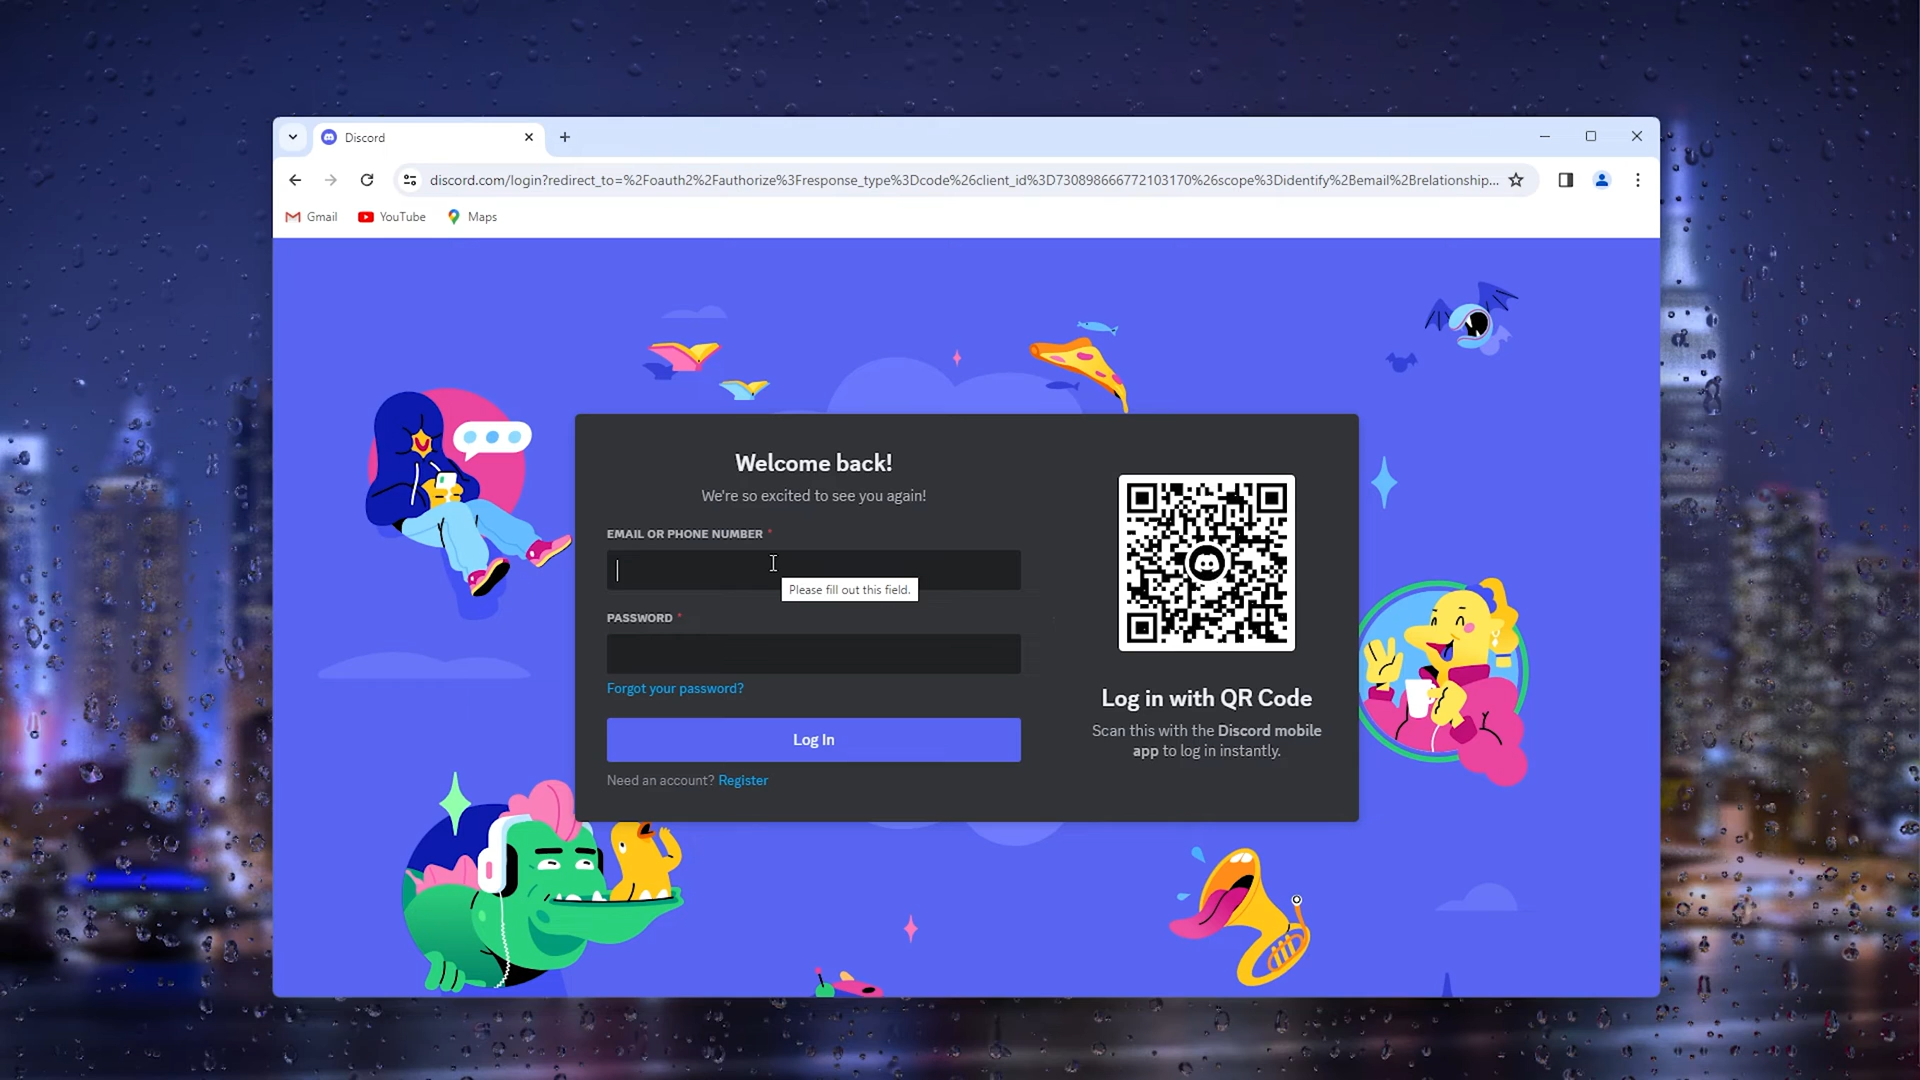 Discord
discord.com/login?redirect_to=%2Foauth2%2Fauthorize%3Fresponse_type%3Dcode%26client_id%3D730898666772103170%26scope%3Didentify%2Bemail%2Brelationship...
Gmail YouTube Maps
Welcome back!
We're so excited to see you again!
EMAIL OR PHONE NUMBER *
Please fill out this field.
PASSWORD *
Forgot your password?
Log In
Need an account? Register
Log in with QR Code
Scan this with the Discord mobile
app to log in instantly.